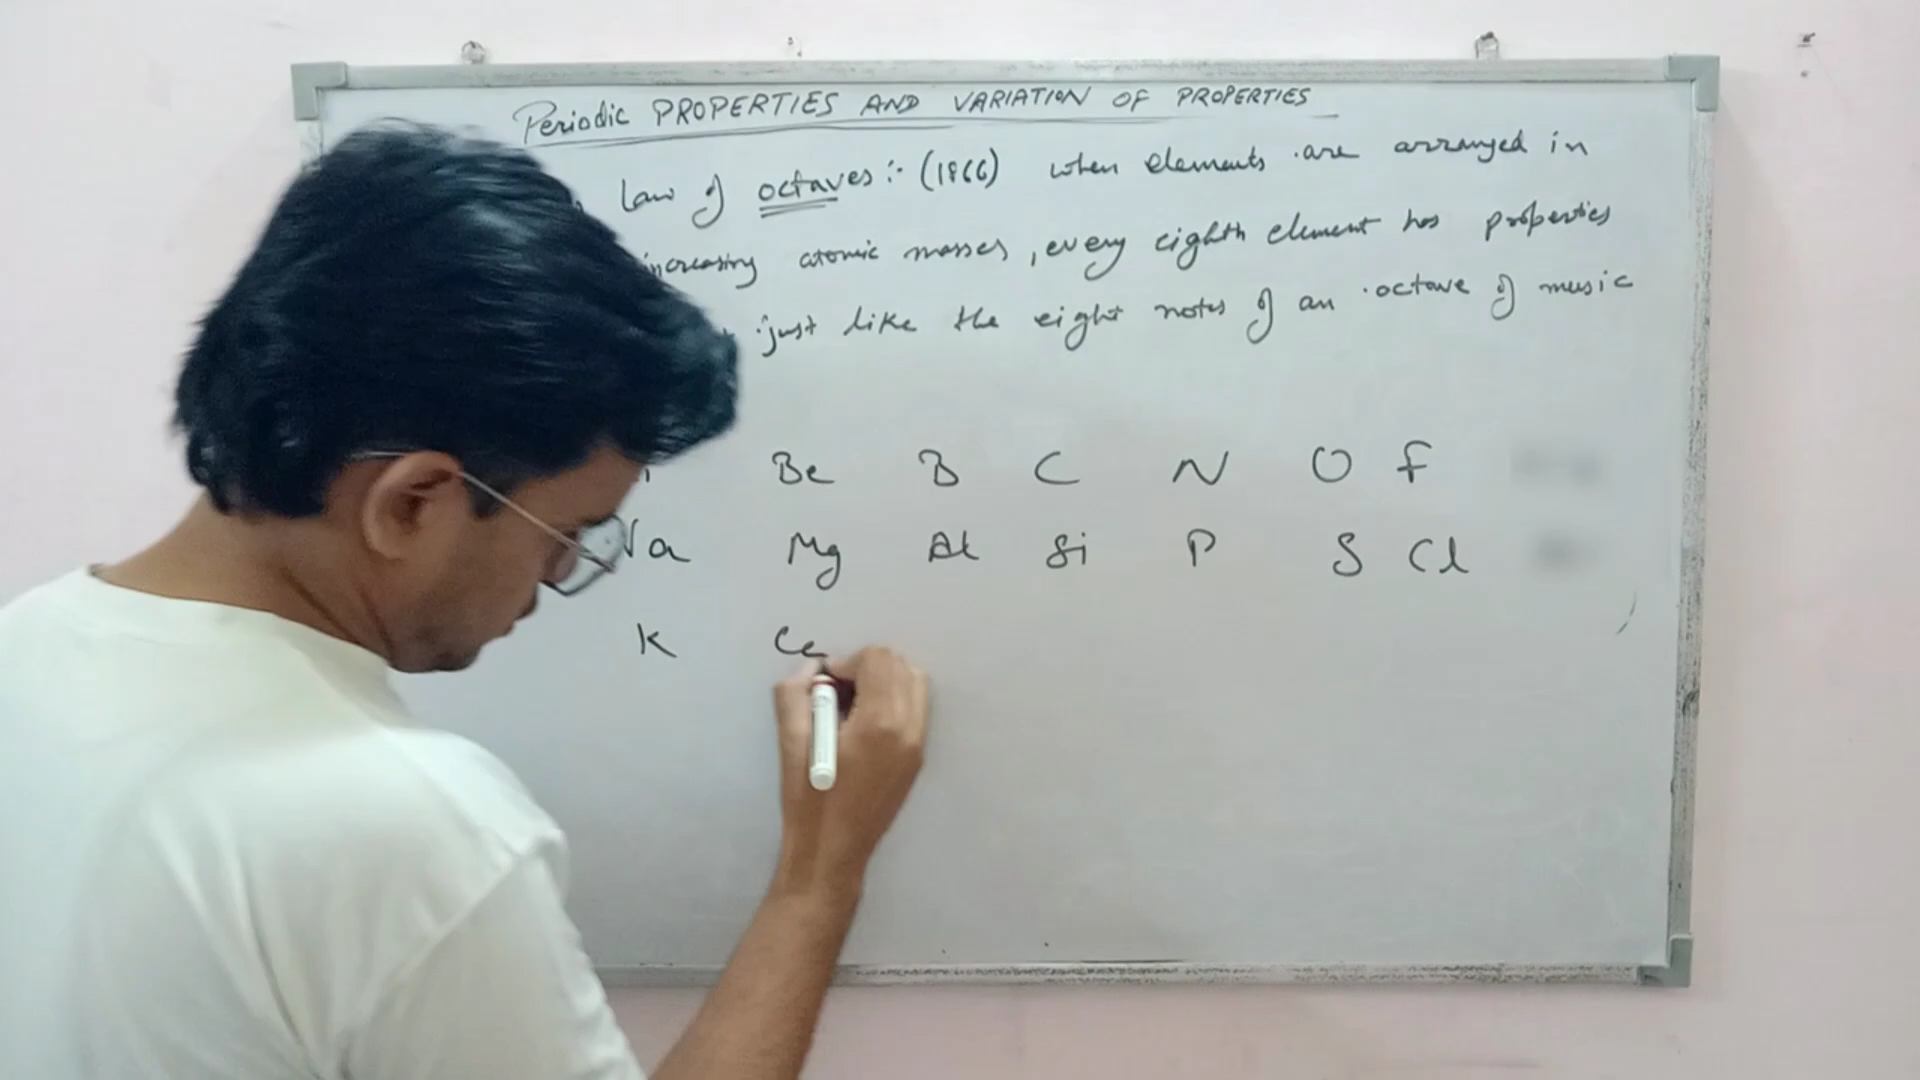 Periodic PROPERTIES AND VARIATION OF PROPERTIES
Law of octaves :- (1866) when elements are arranged in
increasing atomic masses, every eighth element has properties
just like the eight notes of an octave of music
Be B C N O F
Na Mg Al Si P S Cl
K Ca